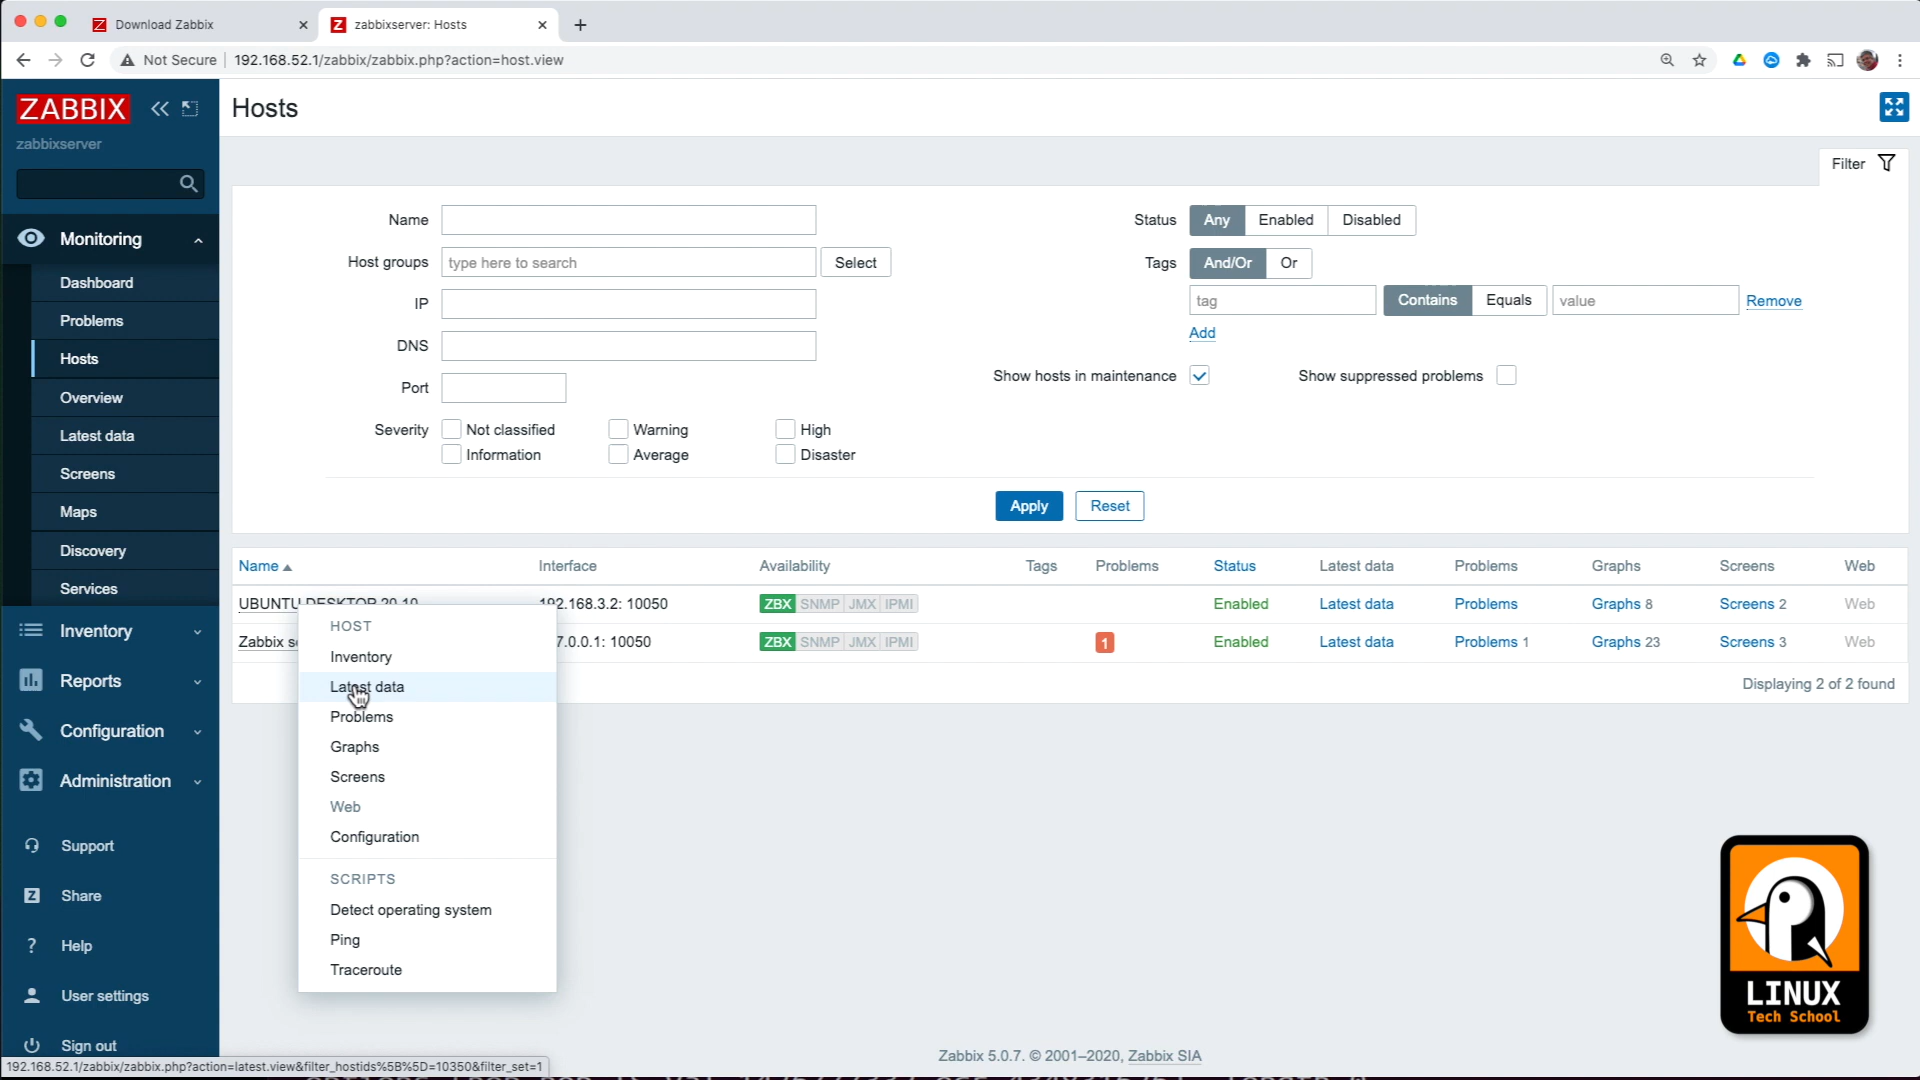 Download Zabbix
zabbixserver: Hosts
Not Secure
192.168.52.1/zabbix/zabbix.php?action=host.view
ZABBIX
zabbixserver
Monitoring
Dashboard
Problems
Hosts
Overview
Latest data
Screens
Maps
Discovery
Services
Inventory
Reports
Configuration
Administration
Support
Share
Help
User settings
Sign out
Hosts
Filter
Name
Host groups type here to search Select
IP
DNS
Port
Severity Not classified Warning High
Information Average Disaster
Status Any Enabled Disabled
Tags And/Or Or
tag Contains Equals value Remove
Add
Show hosts in maintenance Show suppressed problems
Apply Reset
Name Interface Availability Tags Problems Status Latest data Problems Graphs Screens Web
UBUNTU DESKTOP 20.10 192.168.3.2: 10050 ZBX SNMP JMX IPMI Enabled Latest data Problems Graphs 8 Screens 2 Web
Zabbix 7.0.0.1: 10050 ZBX SNMP JMX IPMI 1 Enabled Latest data Problems 1 Graphs 23 Screens 3 Web
Displaying 2 of 2 found
HOST
Inventory
Latest data
Problems
Graphs
Screens
Web
Configuration
SCRIPTS
Detect operating system
Ping
Traceroute
LINUX
Tech School
Zabbix 5.0.7. © 2001–2020, Zabbix SIA
192.168.52.1/zabbix/zabbix.php?action=latest.view&filter_hostids%5B%5D=10350&filter_set=1